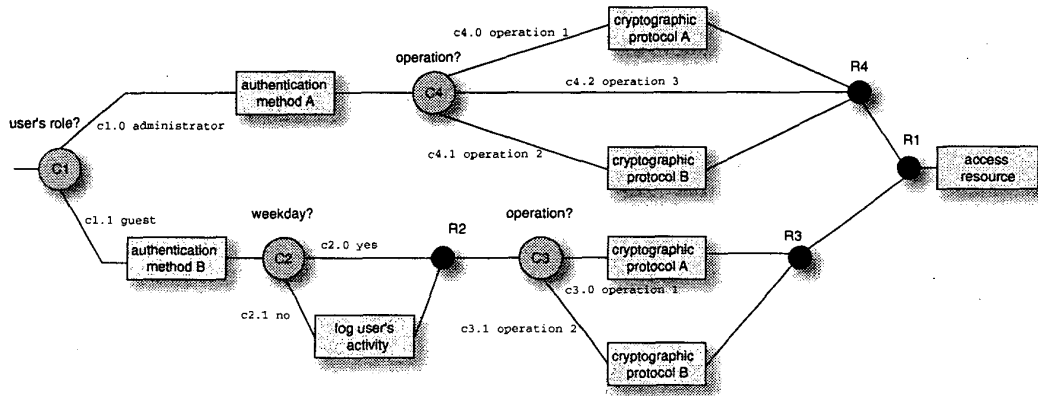 c4.0 operation 1
cryptographic
protocol A
operation?
R4
C4
c4.2 operation 3
authentication
method A
user's role?
c1.0 administrator
R1
C1
c4.1 operation 2
cryptographic
protocol B
access
resource
c1.1 guest
weekday?
operation?
R2
c2.0 yes
R3
authentication
method B
C2
C3
cryptographic
protocol A
c3.0 operation 1
c2.1 no
log user's
activity
c3.1 operation 2
cryptographic
protocol B